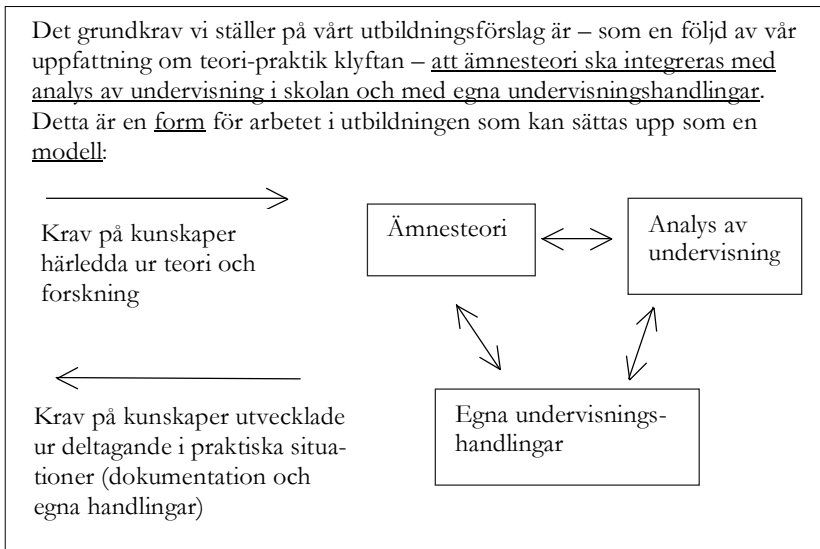 Det grundkrav vi ställer på vårt utbildningsförslag är – som en följd av vår
uppfattning om teori-praktik klyftan – att ämnesteori ska integreras med
analys av undervisning i skolan och med egna undervisningshandlingar.
Detta är en form för arbetet i utbildningen som kan sättas upp som en
modell:
Krav på kunskaper
härledda ur teori och
forskning
Ämnesteori
Analys av
undervisning
Krav på kunskaper utvecklade
ur deltagande i praktiska situa-
tioner (dokumentation och
egna handlingar)
Egna undervisnings-
handlingar